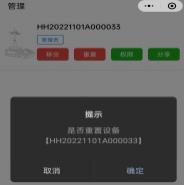 管理
HH20221101A000033
管理员
移交
重置
权限
分享
提示
是否重置设备
【HH20221101A000033】
取消
确定